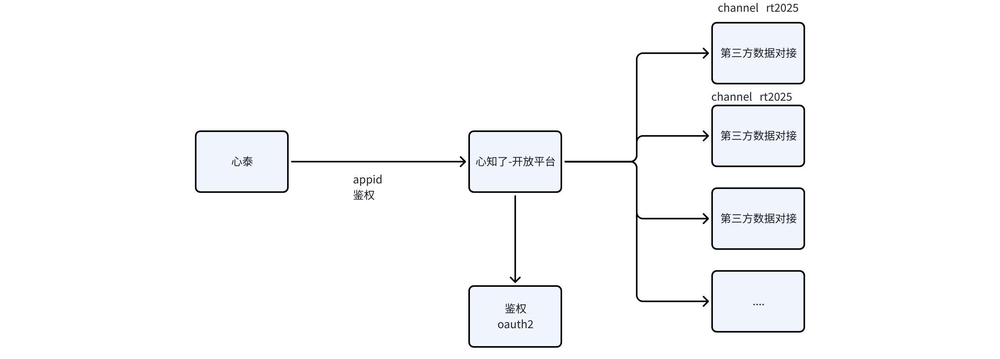 channel rt2025
第三方数据对接
channel rt2025
第三方数据对接
心泰
心知了-开放平台
appid
鉴权
第三方数据对接
....
鉴权
oauth2